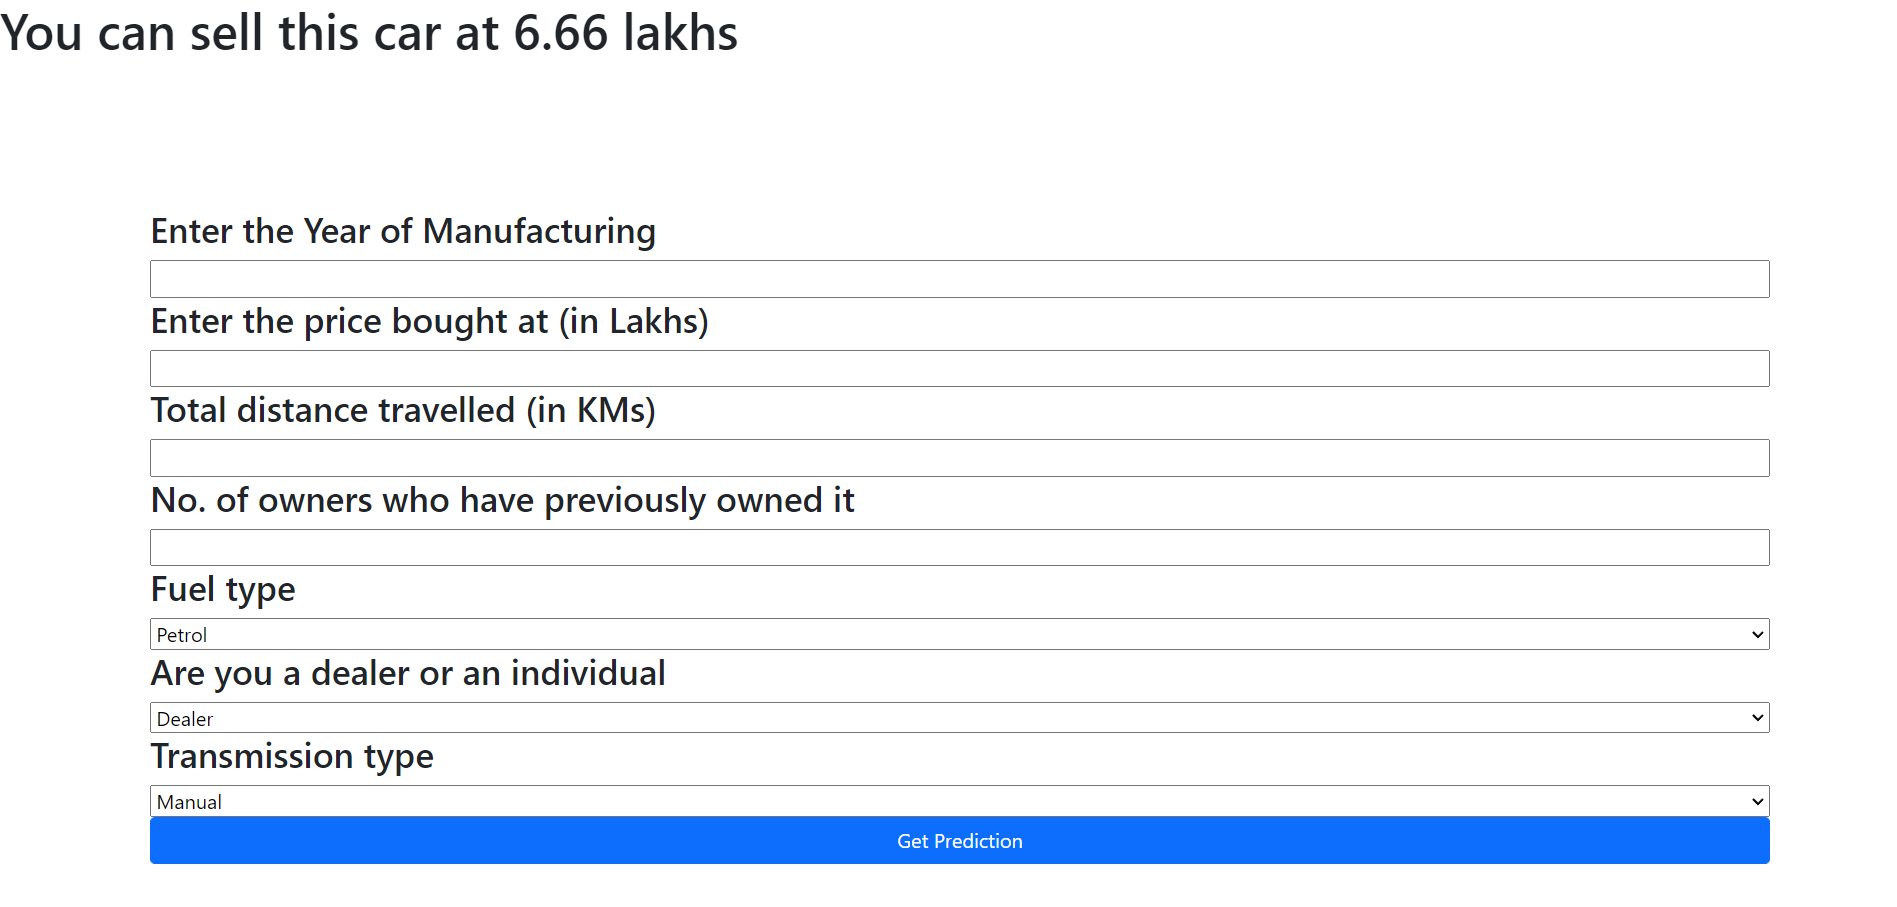 You can sell this car at 6.66 lakhs
Enter the Year of Manufacturing
Enter the price bought at (in Lakhs)
Total distance travelled (in KMs)
No. of owners who have previously owned it
Fuel type
Petrol
Are you a dealer or an individual
Dealer
Transmission type
Manual
Get Prediction